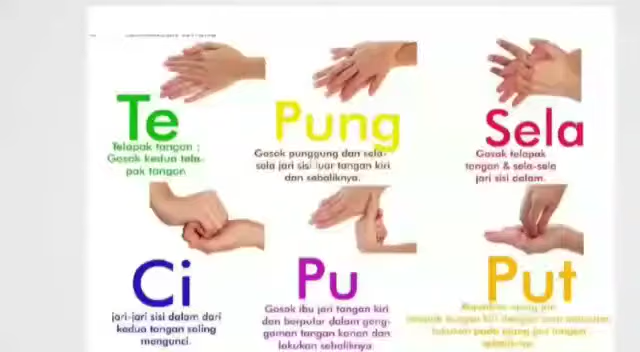 Te
Telapak tangan :
Gosok kedua tela-
pak tangan
Pung
Gosok punggung dan sela-
sela jari sisi luar tangan kiri
dan sebaliknya.
Sela
Gosok telapak
tangan & sela-sela
jari sisi dalam.
Ci
jari-jari sisi dalam dari
kedua tangan saling
mengunci.
Pu
Gosok ibu jari tangan kiri
dan berputar dalam geng-
gaman tangan kanan dan
lakukan sebaliknya.
Put